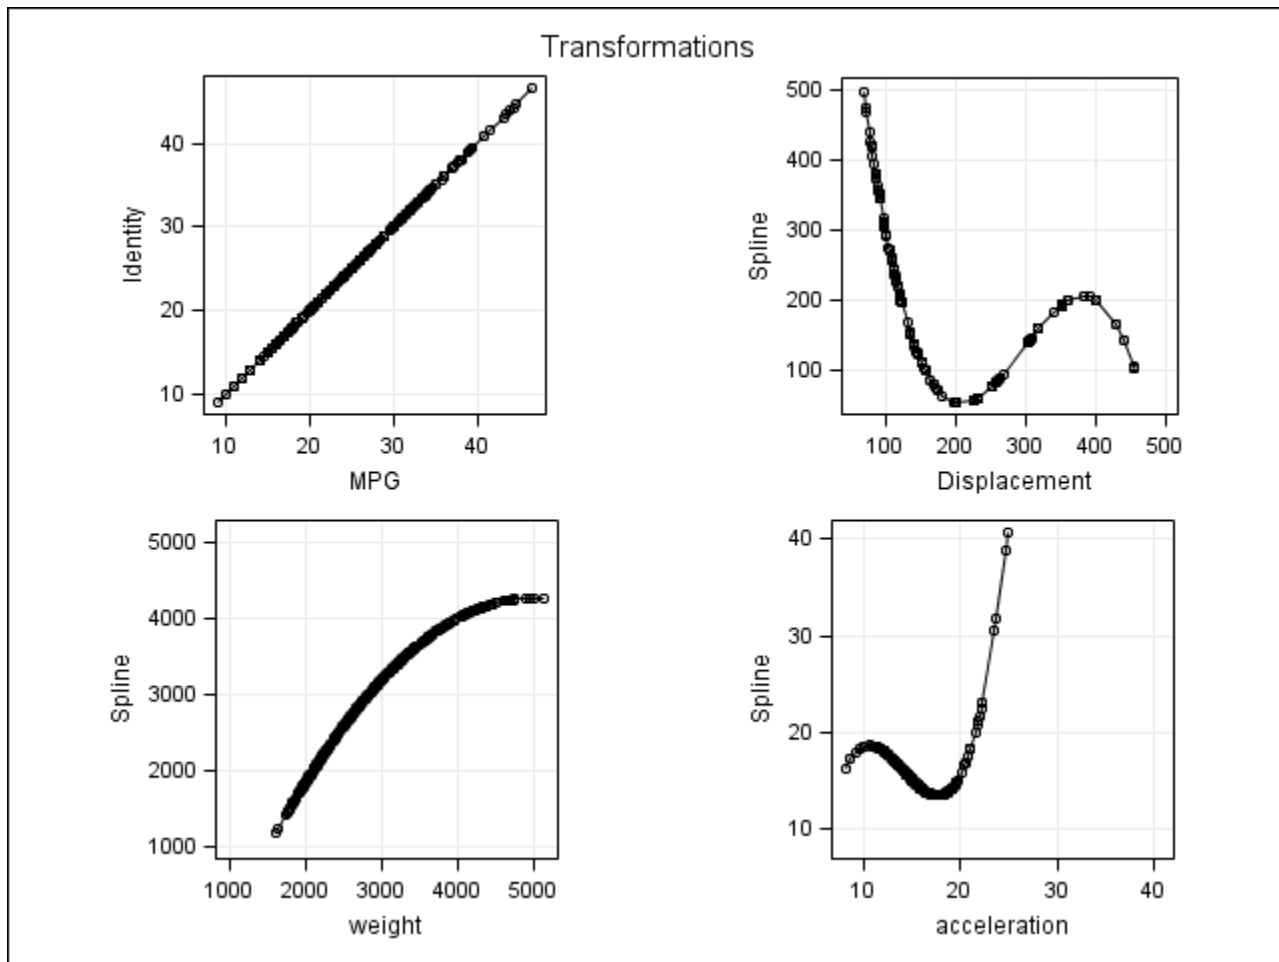 Transformations
40
30
20
10
Identity
10 20 30 40
MPG
500
400
300
200
100
Spline
100 200 300 400 500
Displacement
5000
4000
3000
2000
1000
Spline
1000 2000 3000 4000 5000
weight
40
30
20
10
Spline
10 20 30 40
acceleration